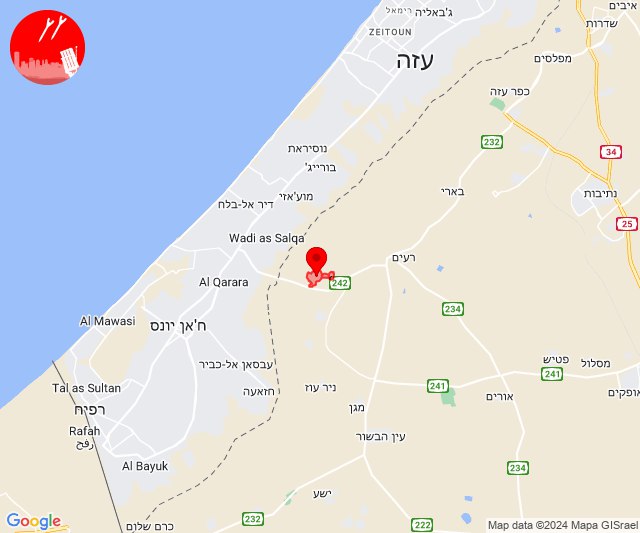 ג'באליה
רימאל
ZEITOUN
עזה
איבים
שדרות
מפלסים
כפר עזה
232
34
נוסיראת
בורייג'
מוע'אזי
דיר אל-בלח
בארי
נתיבות
25
Wadi as Salqa
רעים
242
Al Qarara
234
Al Mawasi
ח'אן יונס
עבסאן אל-כביר
חזאעה
פטיש
מסלול
241
241
אופקים
Tal as Sultan
ניר עוז
אורים
רפיח
מגן
Rafah
رفح
עין הבשור
Al Bayuk
234
ישע
232
222
כרם שלום
Google
Map data ©2024 Mapa GISrael